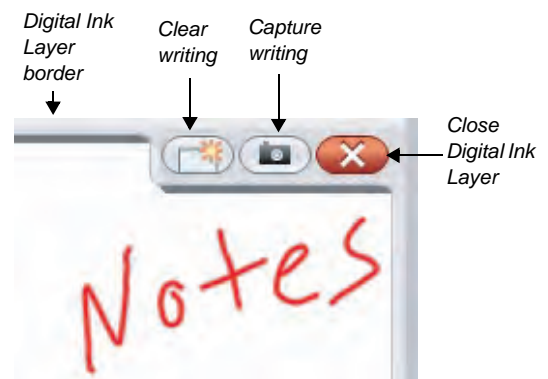 Digital Ink
Layer
border
Clear
writing
Capture
writing
Close
Digital Ink
Layer
Notes